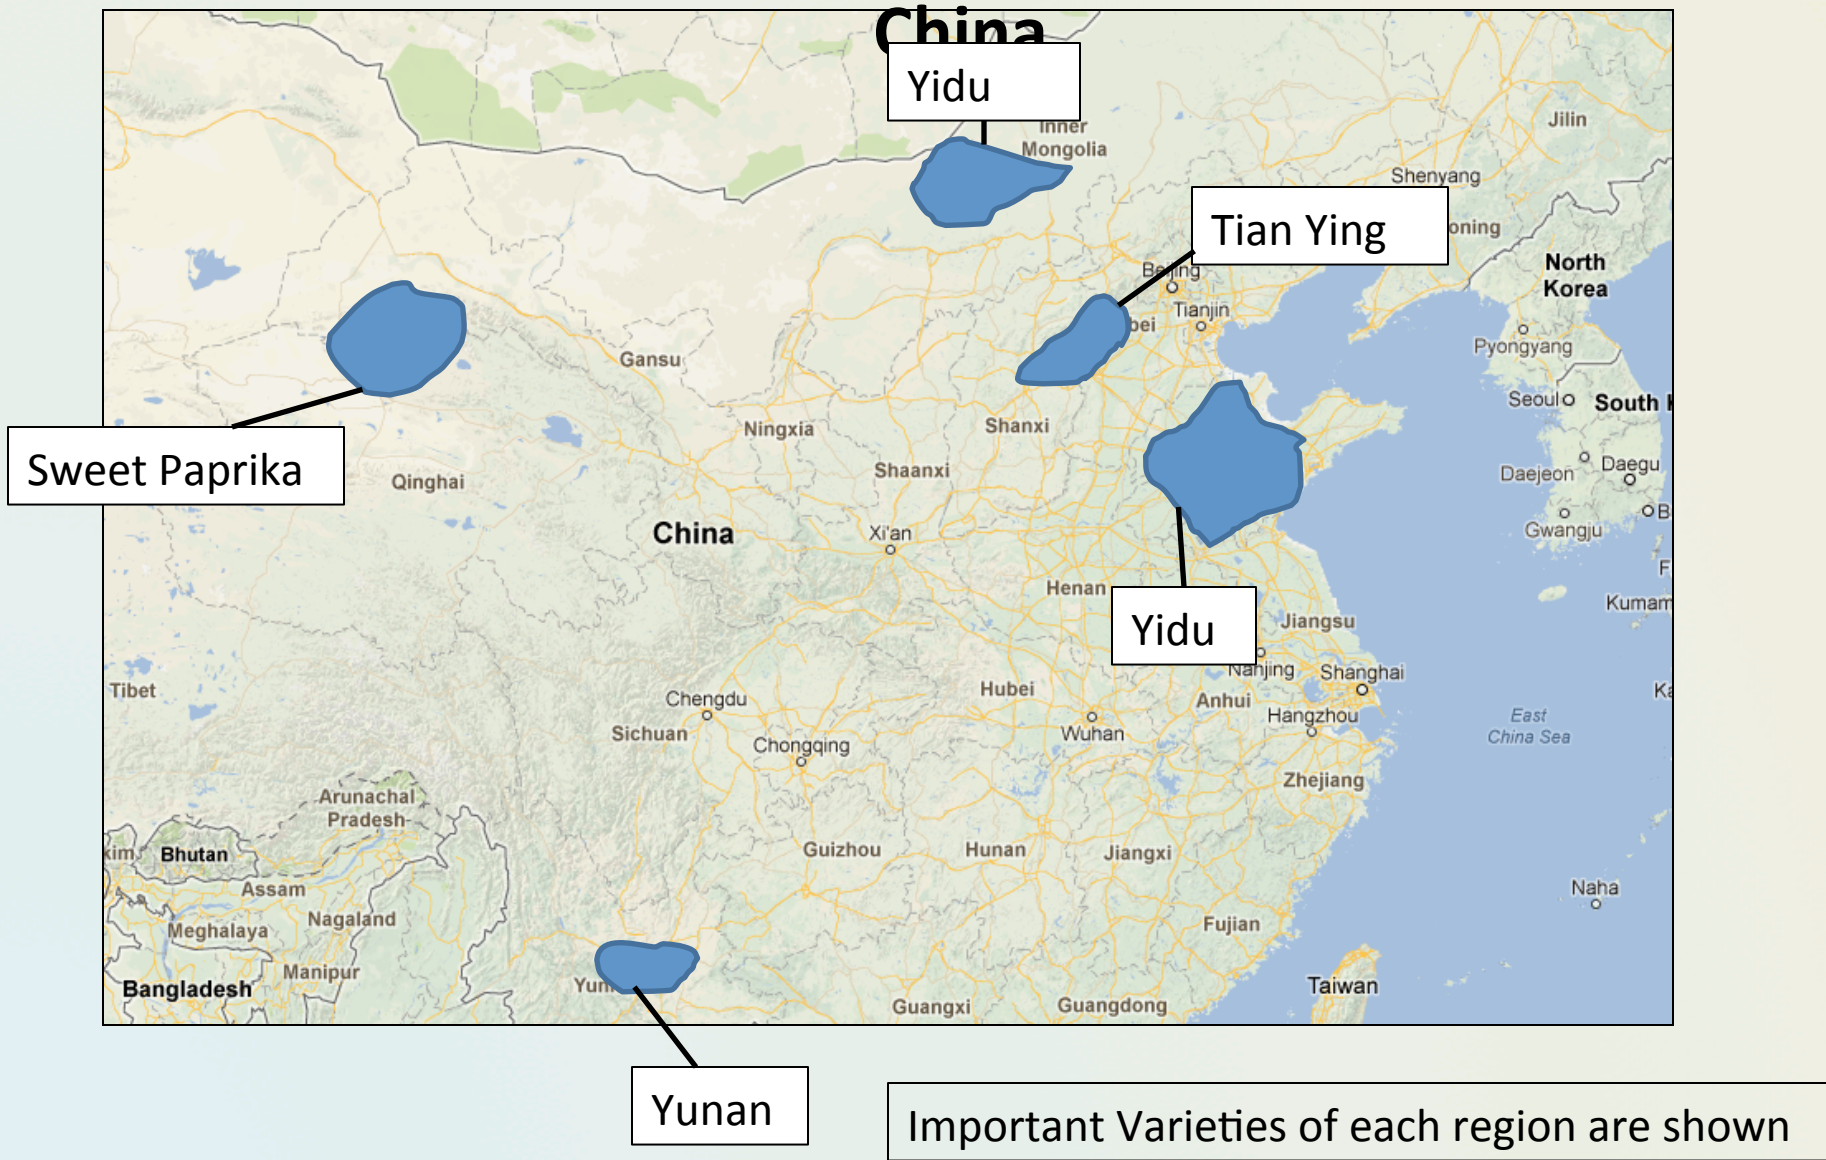 China
Yidu
Inner
Mongolia
Jilin
Shenyang
Tian Ying
oning
North
Korea
Beijing
Tianjin
bei
Pyongyang
Gansu
Seoul
South
Sweet Paprika
Ningxia
Shanxi
Shaanxi
Daejeon
Daegu
Qinghai
Gwangju
B
China
Xi'an
Henan
F
Kumam
Yidu
Jiangsu
Nanjing
Shanghai
Tibet
Chengdu
Hubei
Anhui
Ka
Hangzhou
Sichuan
Chongqing
Wuhan
East
China Sea
Zhejiang
Arunachal
Pradesh
kim
Bhutan
Guizhou
Hunan
Jiangxi
Assam
Naha
Nagaland
Meghalaya
Fujian
Manipur
Bangladesh
Yun
Taiwan
Guangxi
Guangdong
Yunan
Important Varieties of each region are shown